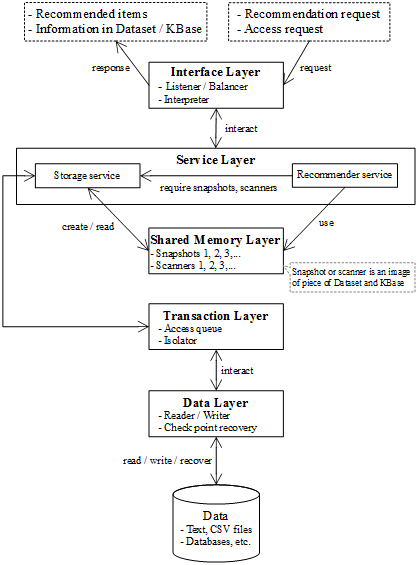 - Recommended items
- Information in Dataset / KBase
- Recommendation request
- Access request
response
request
Interface Layer
- Listener / Balancer
- Interpreter
interact
Service Layer
Storage service
Recommender service
require snapshots, scanners
create / read
use
Shared Memory Layer
- Snapshots 1, 2, 3,...
- Scanners 1, 2, 3,...
Snapshot or scanner is an image
of piece of Dataset and KBase
Transaction Layer
- Access queue
- Isolator
interact
Data Layer
- Reader / Writer
- Check point recovery
read / write / recover
Data
- Text, CSV files
- Databases, etc.